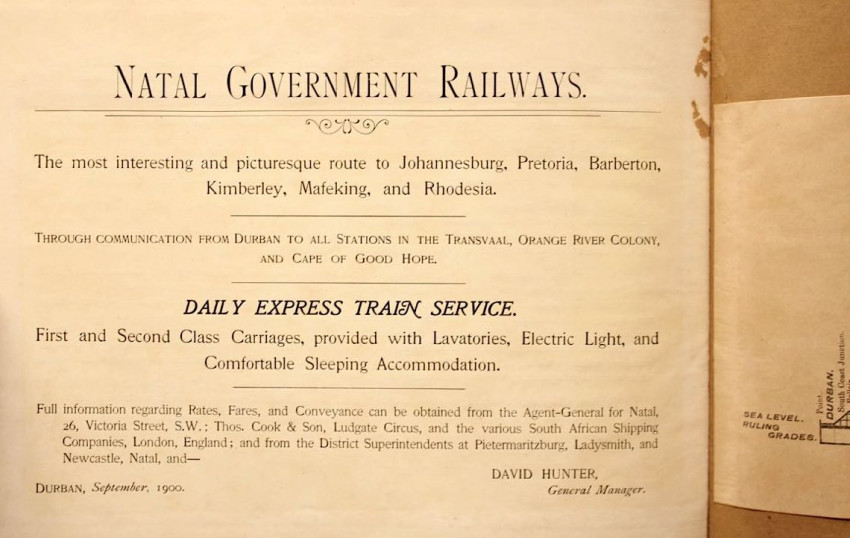 NATAL GOVERNMENT RAILWAYS.
The most interesting and picturesque route to Johannesburg, Pretoria, Barberton,
Kimberley, Mafeking, and Rhodesia.
THROUGH COMMUNICATION FROM DURBAN TO ALL STATIONS IN THE TRANSVAAL, ORANGE RIVER COLONY,
AND CAPE OF GOOD HOPE.
DAILY EXPRESS TRAIN SERVICE.
First and Second Class Carriages, provided with Lavatories, Electric Light, and
Comfortable Sleeping Accommodation.
Full information regarding Rates, Fares, and Conveyance can be obtained from the Agent-General for Natal,
26, Victoria Street, S.W.; Thos. Cook & Son, Ludgate Circus, and the various South African Shipping
Companies, London, England; and from the District Superintendents at Pietermaritzburg, Ladysmith, and
Newcastle, Natal, and—
DAVID HUNTER,
General Manager.
DURBAN, September, 1900.
SEA LEVEL.
RULING
GRADES.
Point.
DURBAN.
South Coast Junction.